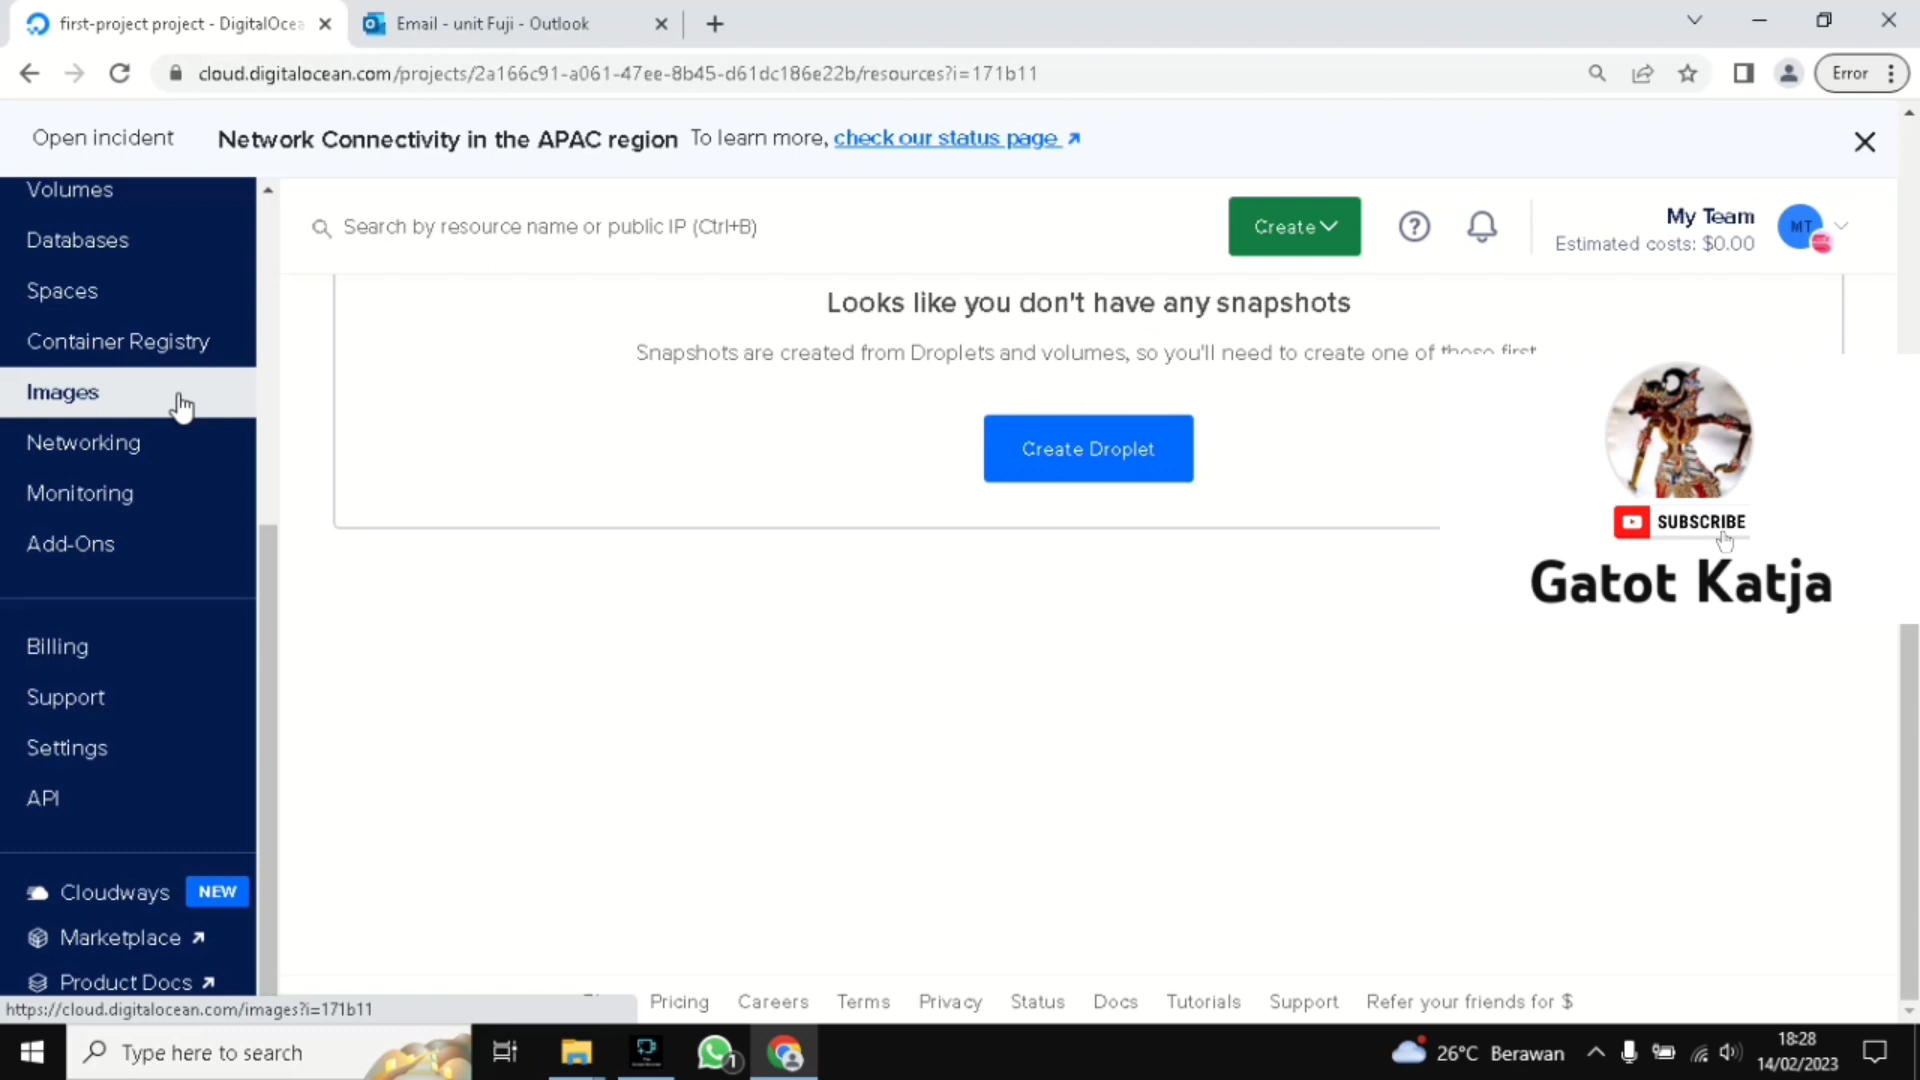 first-project project - DigitalOcea
Email - unit Fuji - Outlook
cloud.digitalocean.com/projects/2a166c91-a061-47ee-8b45-d61dc186e22b/resources?i=171b11
Error
Open incident
Network Connectivity in the APAC region To learn more, check our status page
Volumes
Databases
Spaces
Container Registry
Images
Networking
Monitoring
Add-Ons
Billing
Support
Settings
API
Cloudways NEW
Marketplace
Product Docs
Search by resource name or public IP (Ctrl+B)
Create
My Team
Estimated costs: $0.00
MT
Looks like you don't have any snapshots
Snapshots are created from Droplets and volumes, so you'll need to create one of those first
Create Droplet
SUBSCRIBE
Gatot Katja
Pricing Careers Terms Privacy Status Docs Tutorials Support Refer your friends for $
https://cloud.digitalocean.com/images?i=171b11
Type here to search
1
26°C Berawan
18:28
14/02/2023